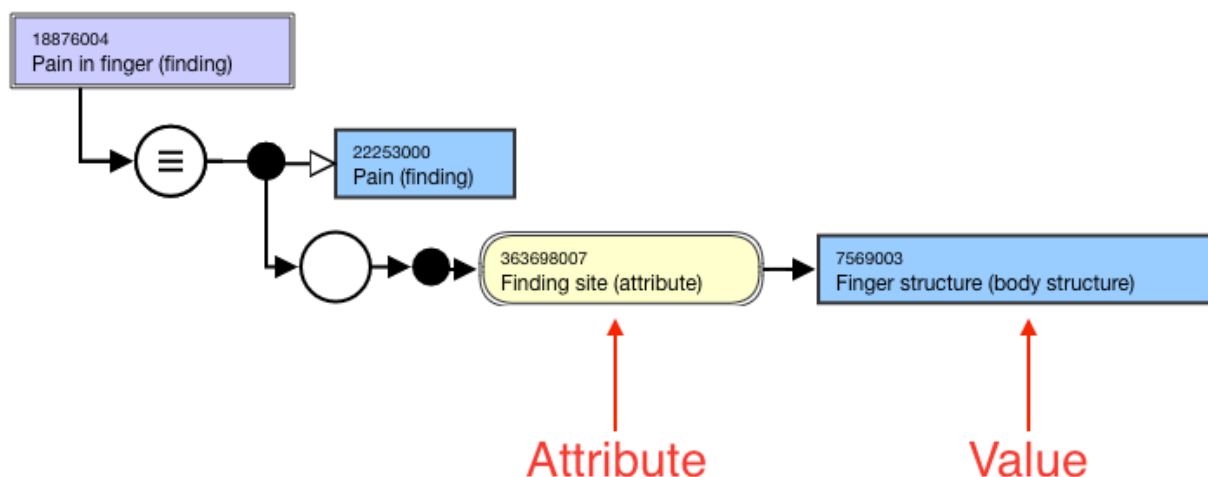 18876004
Pain in finger (finding)
22253000
Pain (finding)
363698007
Finding site (attribute)
7569003
Finger structure (body structure)
Attribute
Value